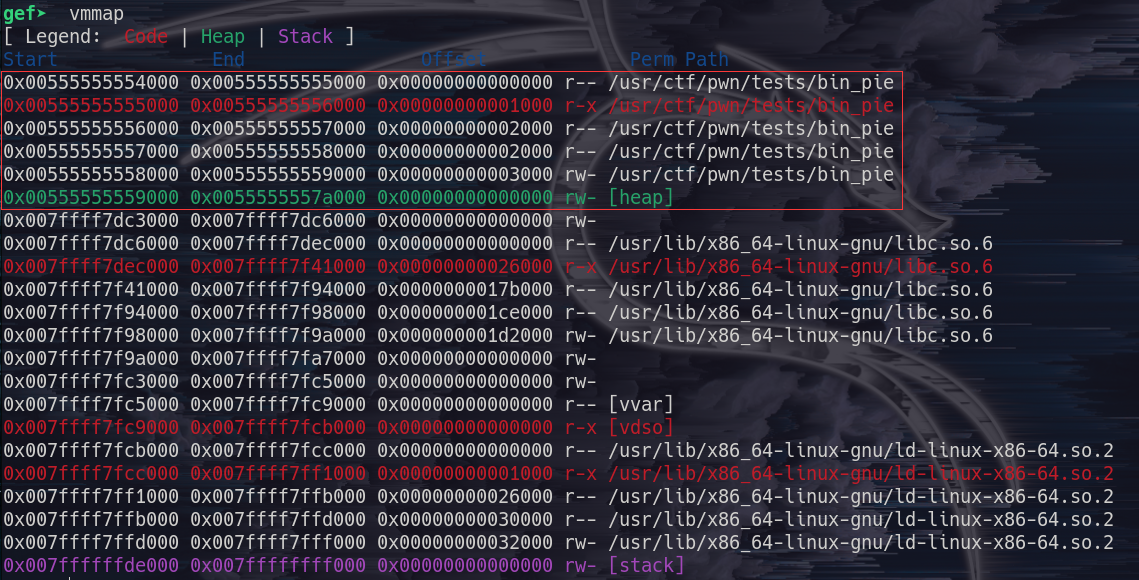 gef➤  vmmap
[ Legend:  Code | Heap | Stack ]
Start              End                Offset             Perm Path
0x00555555554000 0x00555555555000 0x00000000000000 r-- /usr/ctf/pwn/tests/bin_pie
0x00555555555000 0x00555555556000 0x00000000001000 r-x /usr/ctf/pwn/tests/bin_pie
0x00555555556000 0x00555555557000 0x00000000002000 r-- /usr/ctf/pwn/tests/bin_pie
0x00555555557000 0x00555555558000 0x00000000002000 r-- /usr/ctf/pwn/tests/bin_pie
0x00555555558000 0x00555555559000 0x00000000003000 rw- /usr/ctf/pwn/tests/bin_pie
0x00555555559000 0x0055555557a000 0x00000000000000 rw- [heap]
0x007ffff7dc3000 0x007ffff7dc6000 0x00000000000000 rw-
0x007ffff7dc6000 0x007ffff7dec000 0x00000000000000 r-- /usr/lib/x86_64-linux-gnu/libc.so.6
0x007ffff7dec000 0x007ffff7f41000 0x00000000026000 r-x /usr/lib/x86_64-linux-gnu/libc.so.6
0x007ffff7f41000 0x007ffff7f94000 0x0000000017b000 r-- /usr/lib/x86_64-linux-gnu/libc.so.6
0x007ffff7f94000 0x007ffff7f98000 0x000000001ce000 r-- /usr/lib/x86_64-linux-gnu/libc.so.6
0x007ffff7f98000 0x007ffff7f9a000 0x000000001d2000 rw- /usr/lib/x86_64-linux-gnu/libc.so.6
0x007ffff7f9a000 0x007ffff7fa7000 0x00000000000000 rw-
0x007ffff7fc3000 0x007ffff7fc5000 0x00000000000000 rw-
0x007ffff7fc5000 0x007ffff7fc9000 0x00000000000000 r-- [vvar]
0x007ffff7fc9000 0x007ffff7fcb000 0x00000000000000 r-x [vdso]
0x007ffff7fcb000 0x007ffff7fcc000 0x00000000000000 r-- /usr/lib/x86_64-linux-gnu/ld-linux-x86-64.so.2
0x007ffff7fcc000 0x007ffff7ff1000 0x00000000001000 r-x /usr/lib/x86_64-linux-gnu/ld-linux-x86-64.so.2
0x007ffff7ff1000 0x007ffff7ffb000 0x00000000026000 r-- /usr/lib/x86_64-linux-gnu/ld-linux-x86-64.so.2
0x007ffff7ffb000 0x007ffff7ffd000 0x00000000030000 r-- /usr/lib/x86_64-linux-gnu/ld-linux-x86-64.so.2
0x007ffff7ffd000 0x007ffff7fff000 0x00000000032000 rw- /usr/lib/x86_64-linux-gnu/ld-linux-x86-64.so.2
0x007ffffffde000 0x007ffffffff000 0x00000000000000 rw- [stack]